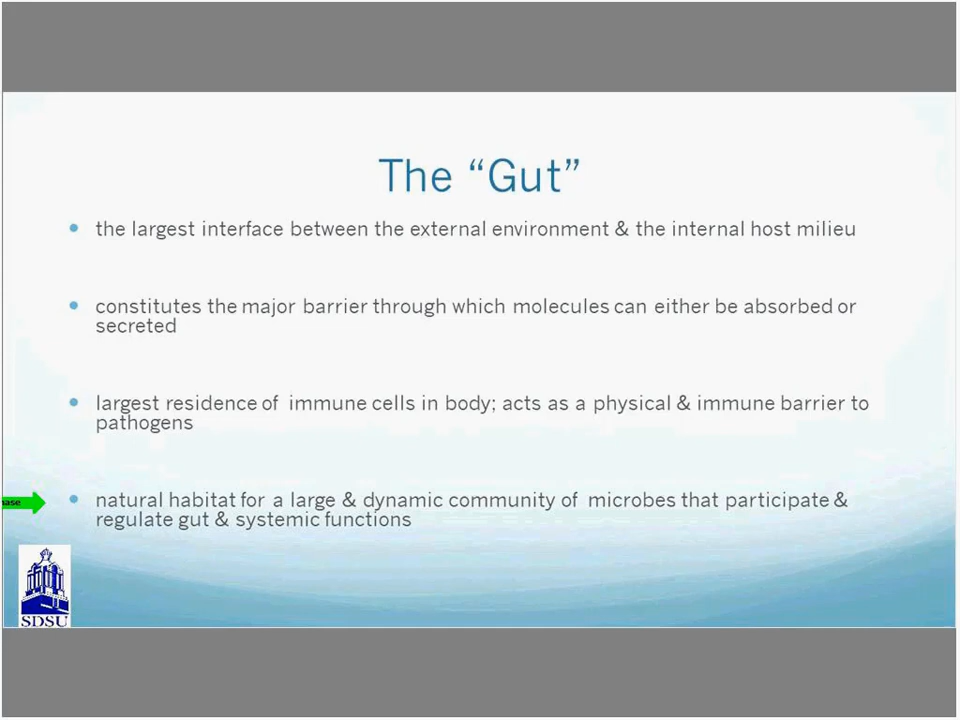 The “Gut”
the largest interface between the external environment & the internal host milieu
constitutes the major barrier through which molecules can either be absorbed or
secreted
largest residence of immune cells in body; acts as a physical & immune barrier to
pathogens
natural habitat for a large & dynamic community of microbes that participate &
regulate gut & systemic functions
SDSU